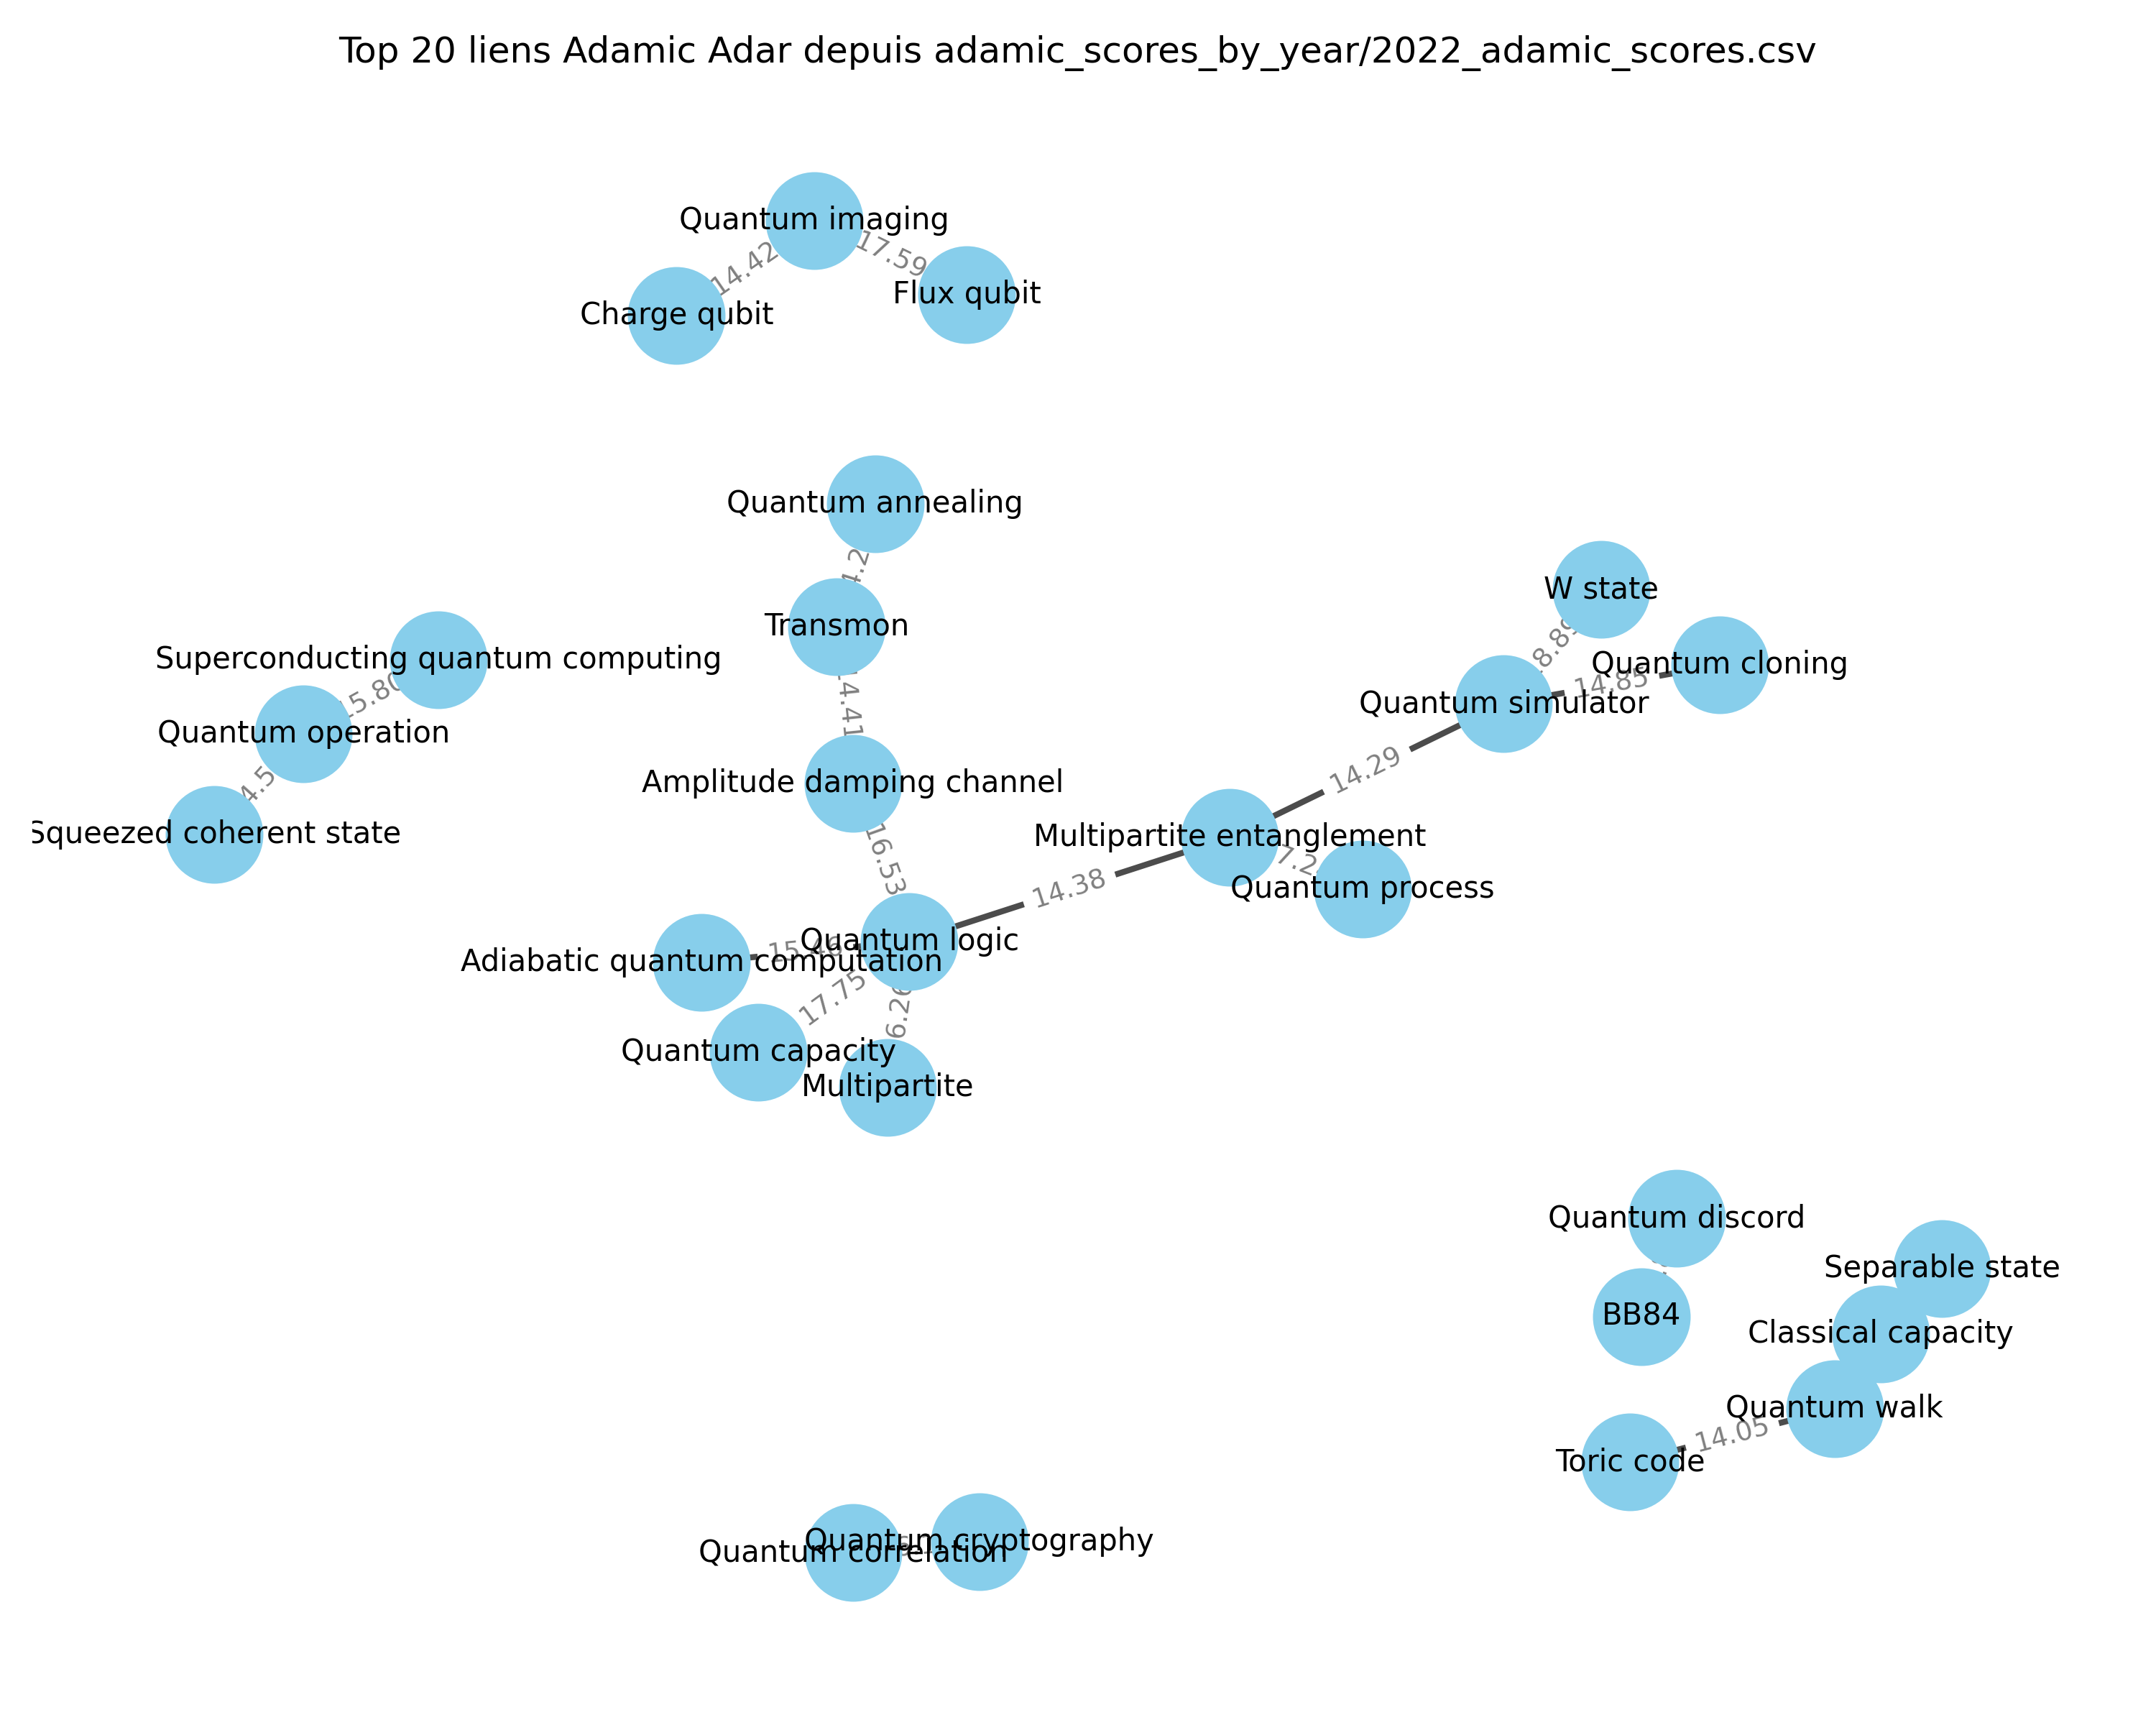 Top 20 liens Adamic Adar depuis adamic_scores_by_year/2022_adamic_scores.csv
Quantum imaging
14.42
17.59
Flux qubit
Charge qubit
Quantum annealing
Transmon
4.41
W state
Quantum cloning
14.85
8.89
Quantum simulator
Superconducting quantum computing
15.80
Quantum operation
4.5
Squeezed coherent state
Amplitude damping channel
14.29
Multipartite entanglement
7.2
Quantum process
16.53
14.38
Quantum logic
15.46
Adiabatic quantum computation
17.75
6.26
Quantum capacity
Multipartite
Quantum discord
Separable state
BB84
Classical capacity
Quantum walk
14.05
Toric code
Quantum cryptography
Quantum correlation